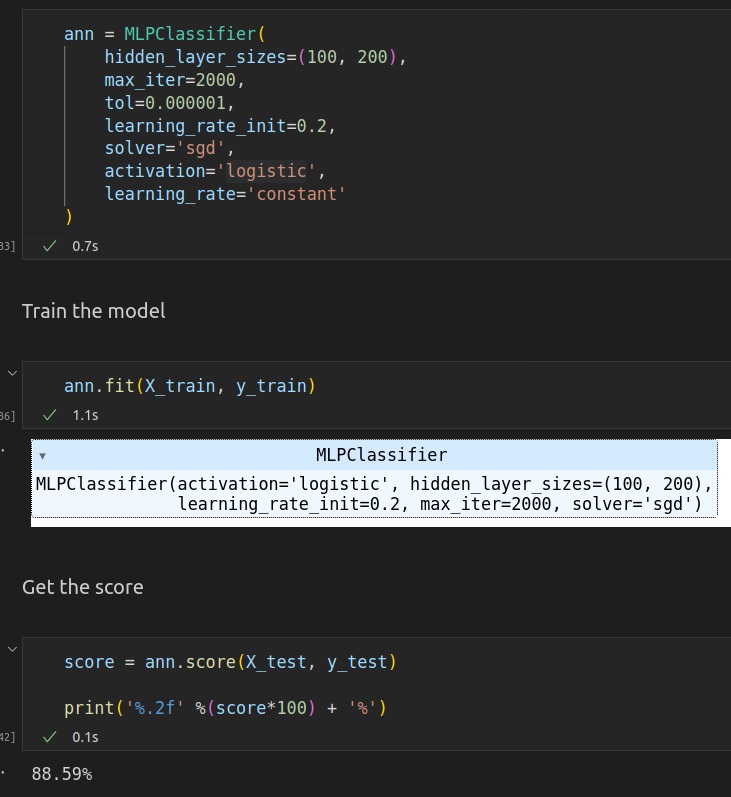 ann = MLPClassifier(
    hidden_layer_sizes=(100, 200),
    max_iter=2000,
    tol=0.000001,
    learning_rate_init=0.2,
    solver='sgd',
    activation='logistic',
    learning_rate='constant'
)
33] ✓ 0.7s
Train the model
ann.fit(X_train, y_train)
36] ✓ 1.1s
▾ MLPClassifier
MLPClassifier(activation='logistic', hidden_layer_sizes=(100, 200),
              learning_rate_init=0.2, max_iter=2000, solver='sgd')
Get the score
score = ann.score(X_test, y_test)
print('%.2f' %(score*100) + '%')
42] ✓ 0.1s
88.59%